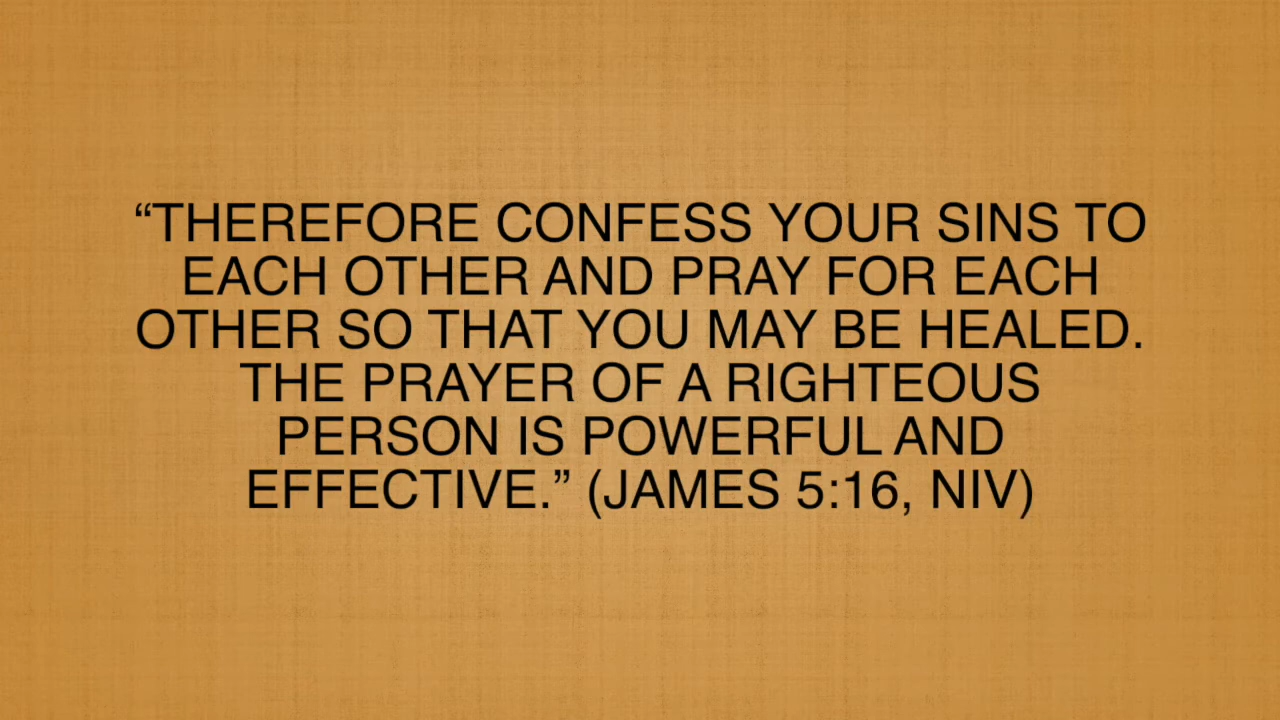 “THEREFORE CONFESS YOUR SINS TO
EACH OTHER AND PRAY FOR EACH
OTHER SO THAT YOU MAY BE HEALED.
THE PRAYER OF A RIGHTEOUS
PERSON IS POWERFUL AND
EFFECTIVE.” (JAMES 5:16, NIV)